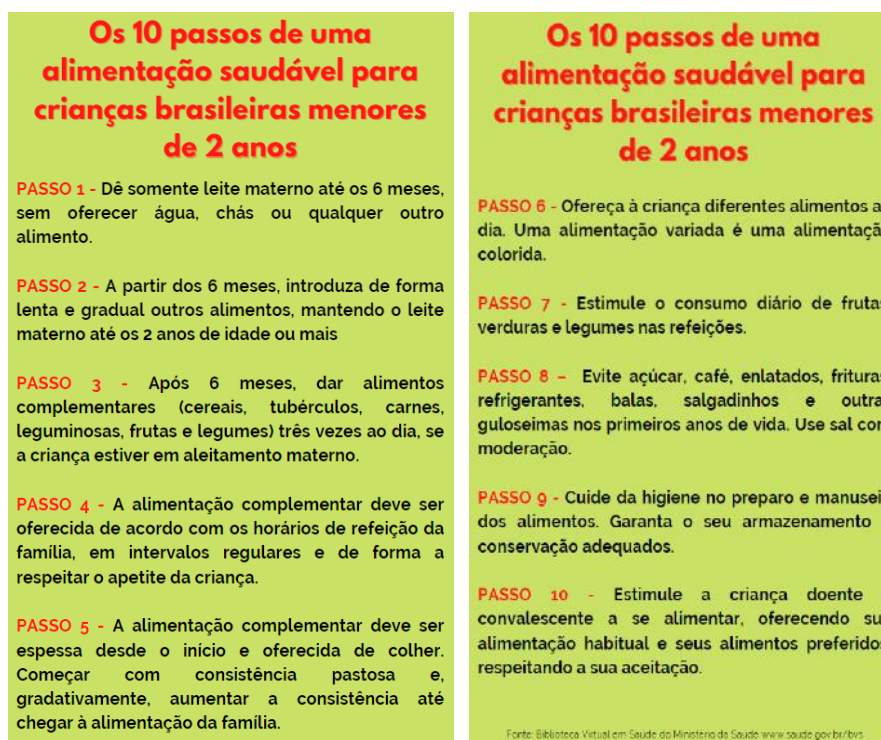 Os 10 passos de uma
alimentação saudável para
crianças brasileiras menores
de 2 anos
PASSO 1 - Dê somente leite materno até os 6 meses,
sem oferecer água, chás ou qualquer outro
alimento.
PASSO 2 - A partir dos 6 meses, introduza de forma
lenta e gradual outros alimentos, mantendo o leite
materno até os 2 anos de idade ou mais
PASSO 3 - Após 6 meses, dar alimentos
complementares (cereais, tubérculos, carnes,
leguminosas, frutas e legumes) três vezes ao dia, se
a criança estiver em aleitamento materno.
PASSO 4 - A alimentação complementar deve ser
oferecida de acordo com os horários de refeição da
família, em intervalos regulares e de forma a
respeitar o apetite da criança.
PASSO 5 - A alimentação complementar deve ser
espessa desde o início e oferecida de colher.
Começar com consistência pastosa e,
gradativamente, aumentar a consistência até
chegar à alimentação da família.
Os 10 passos de uma
alimentação saudável para
crianças brasileiras menores
de 2 anos
PASSO 6 - Ofereça à criança diferentes alimentos a
dia. Uma alimentação variada é uma alimentaçã
colorida.
PASSO 7 - Estimule o consumo diário de frutas
verduras e legumes nas refeições.
PASSO 8 – Evite açúcar, café, enlatados, frituras
refrigerantes, balas, salgadinhos e outra
guloseimas nos primeiros anos de vida. Use sal con
moderação.
PASSO 9 - Cuide da higiene no preparo e manusei
dos alimentos. Garanta o seu armazenamento
conservação adequados.
PASSO 10 - Estimule a criança doente
convalescente a se alimentar, oferecendo su
alimentação habitual e seus alimentos preferidos
respeitando a sua aceitação.
Fonte: Biblioteca Virtual em Saude do Ministerio da Saude www.saude.gov.br/bvs